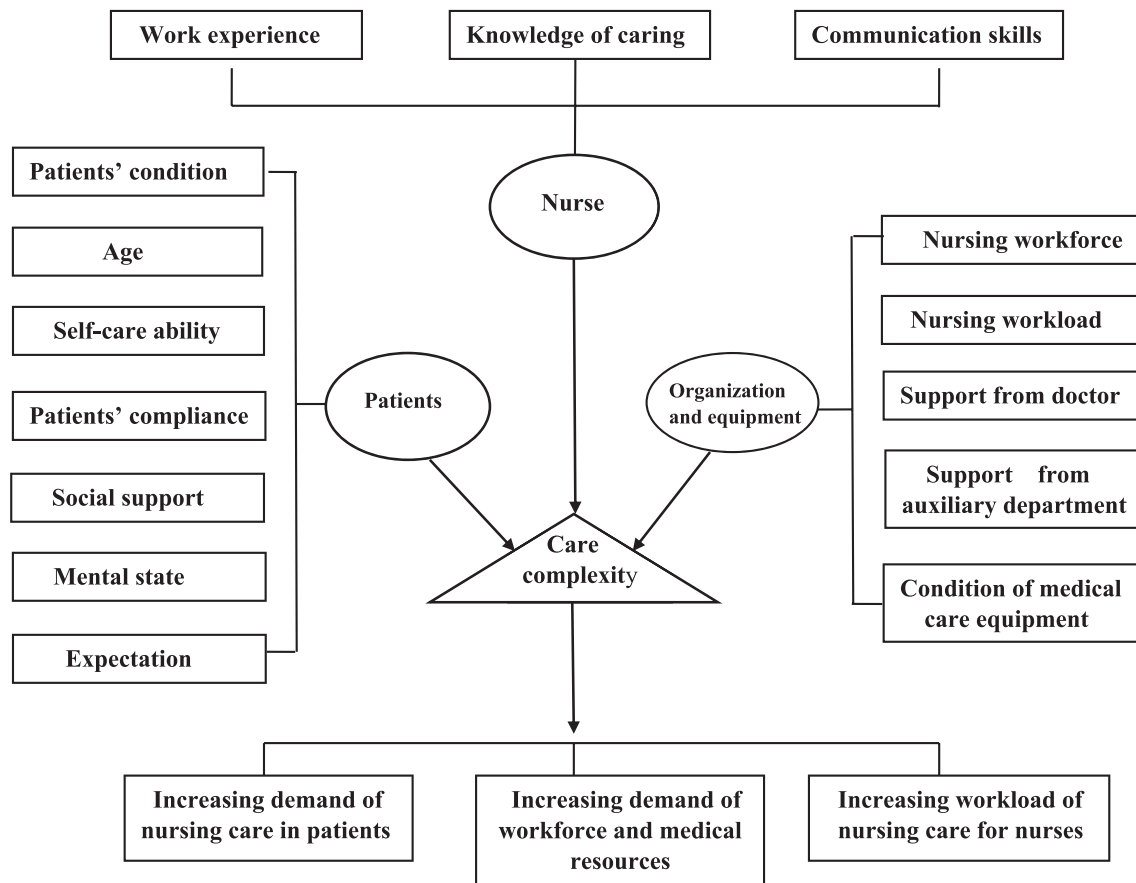 Work experience
Knowledge of caring
Communication skills
Patients’ condition
Age
Self-care ability
Patients’ compliance
Social support
Mental state
Expectation
Nurse
Patients
Organization
and equipment
Nursing workforce
Nursing workload
Support from doctor
Support from
auxiliary department
Condition of medical
care equipment
Care
complexity
Increasing demand of
nursing care in patients
Increasing demand of
workforce and medical
resources
Increasing workload of
nursing care for nurses